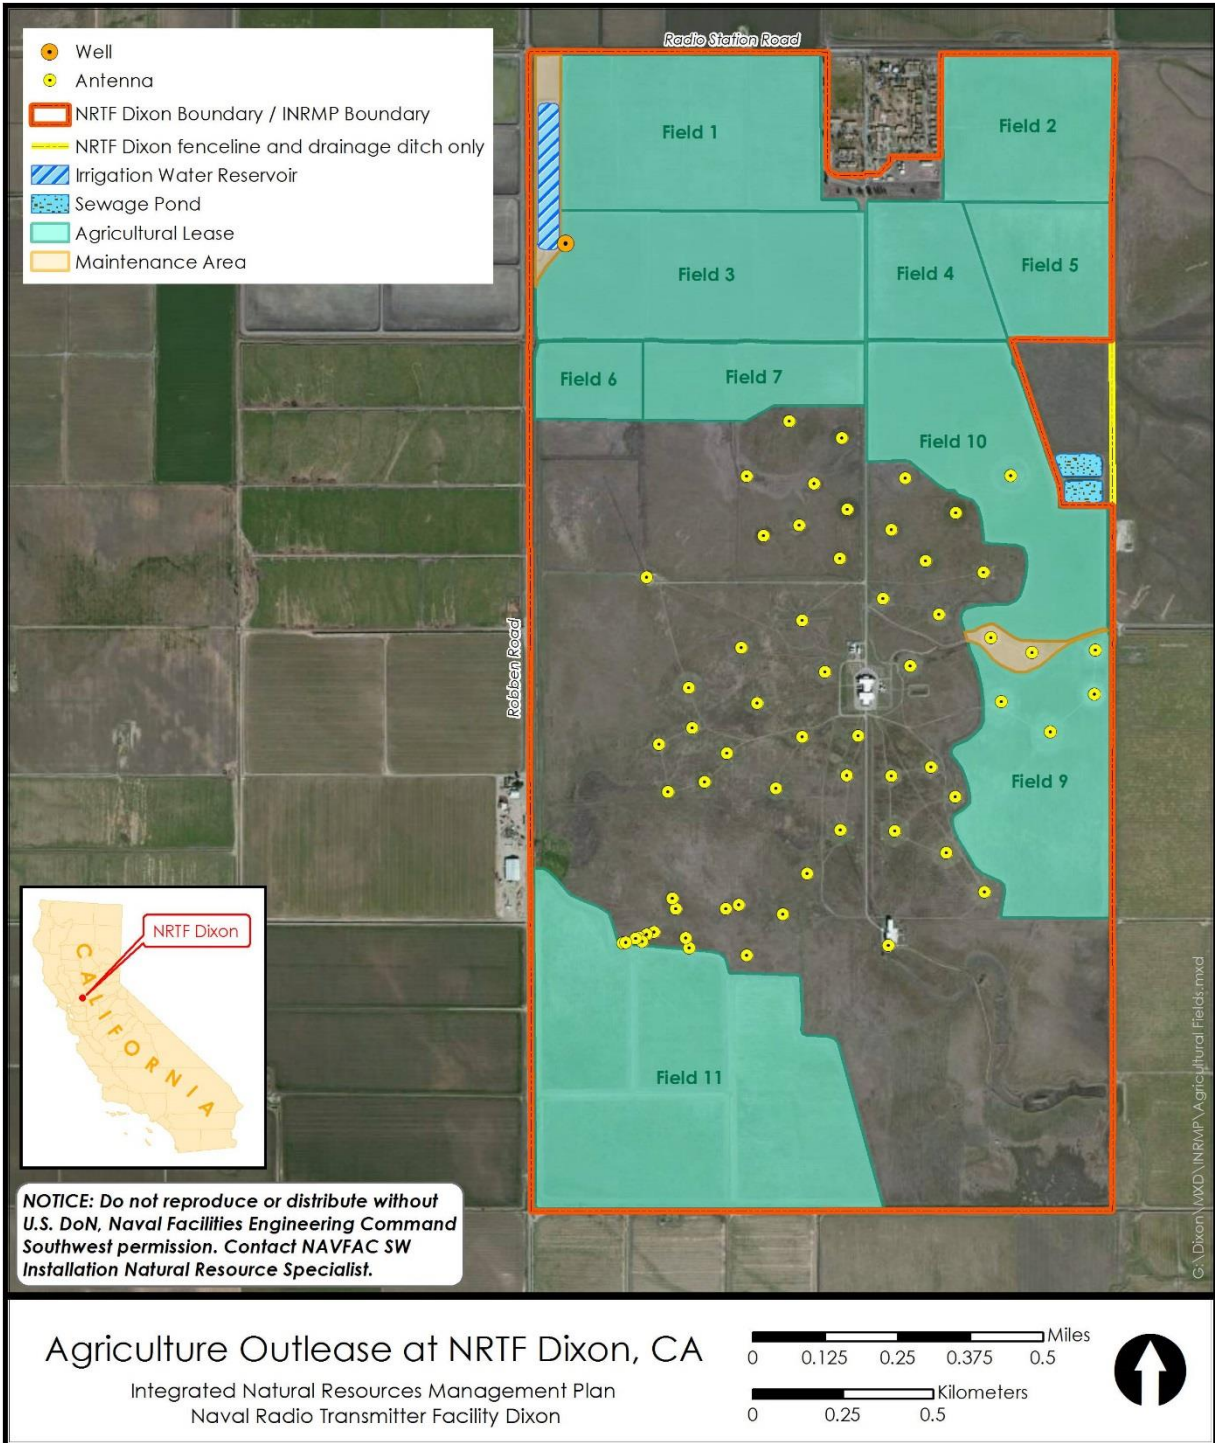 Well
Antenna
NRTF Dixon Boundary / INRMP Boundary
NRTF Dixon fenceline and drainage ditch only
Irrigation Water Reservoir
Sewage Pond
Agricultural Lease
Maintenance Area
Radio Station Road
Field 1
Field 2
Field 3
Field 4
Field 5
Field 6
Field 7
Field 10
Robben Road
Field 9
Field 11
NRTF Dixon
CALIFORNIA
NOTICE: Do not reproduce or distribute without
U.S. DoN, Naval Facilities Engineering Command
Southwest permission. Contact NAVFAC SW
Installation Natural Resource Specialist.
G:\Dixon\MXD\INRMP\Agricultural Fields.mxd
Agriculture Outlease at NRTF Dixon, CA
Integrated Natural Resources Management Plan
Naval Radio Transmitter Facility Dixon
Miles
0 0.125 0.25 0.375 0.5
Kilometers
0 0.25 0.5